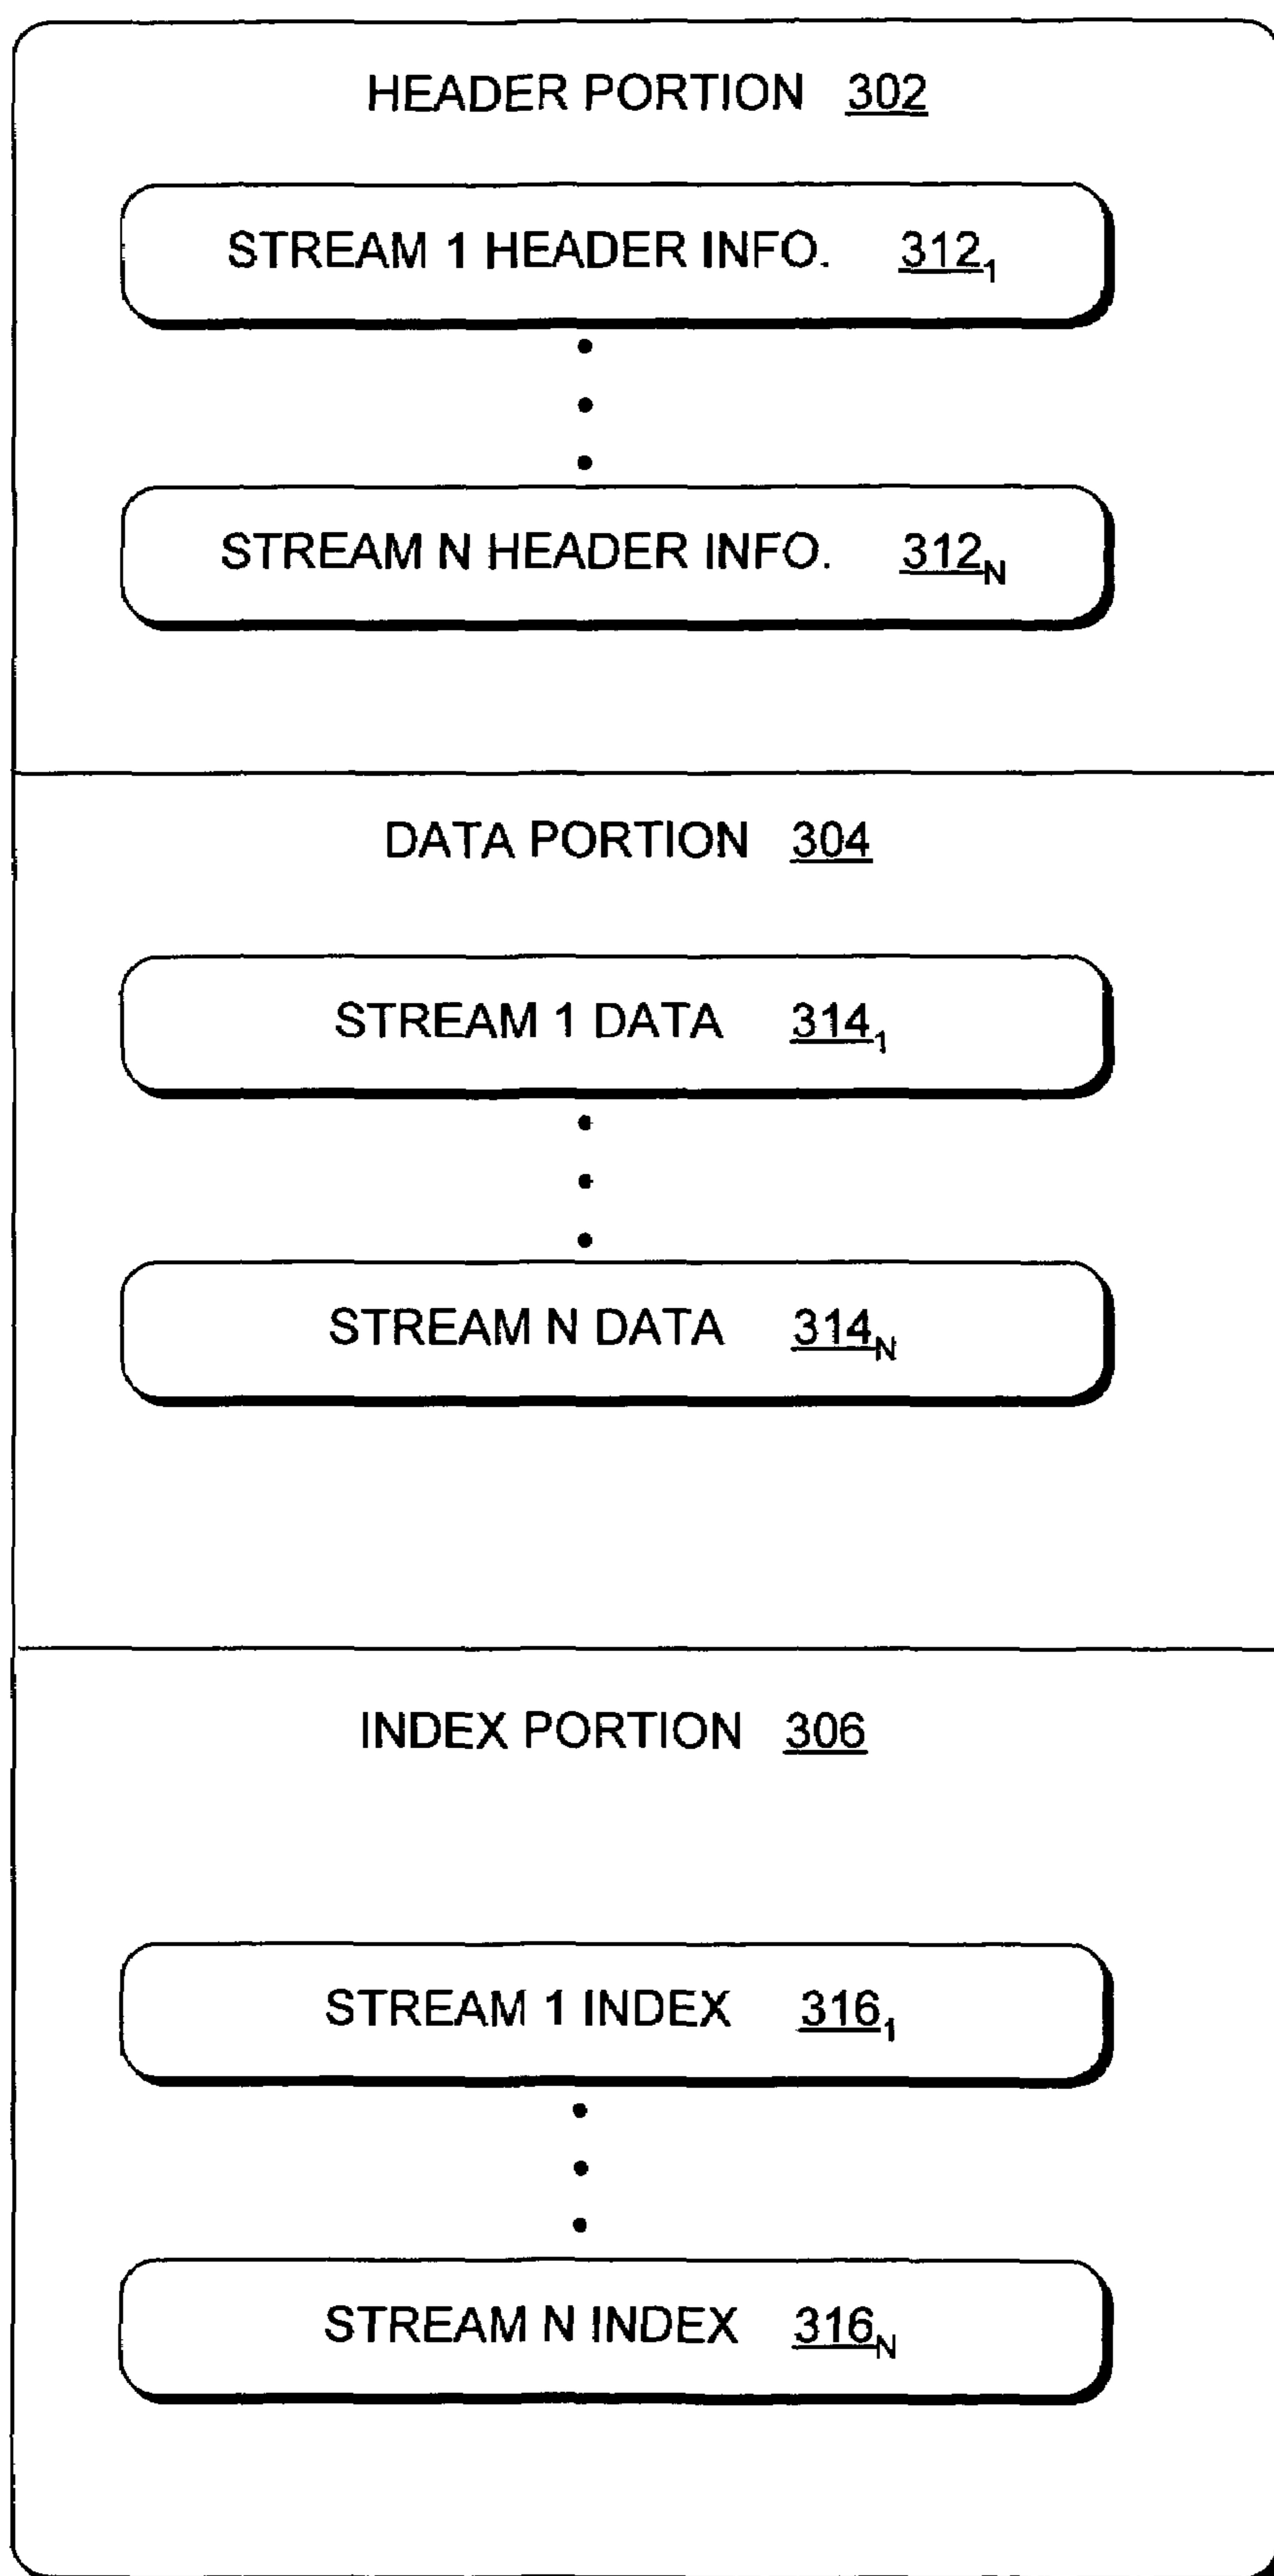 HEADER PORTION 302
STREAM 1 HEADER INFO. 312₁
STREAM N HEADER INFO. 312N
DATA PORTION 304
STREAM 1 DATA 314₁
STREAM N DATA 314N
INDEX PORTION 306
STREAM 1 INDEX 316₁
STREAM N INDEX 316N